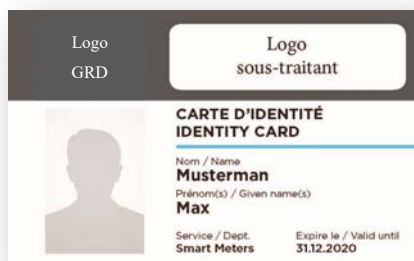 Logo
GRD
Logo
sous-traitant
CARTE D'IDENTITÉ
IDENTITY CARD
Nom / Name
Musterman
Prénom(s) / Given name(s)
Max
Service / Dept.
Smart Meters
Expire le / Valid until
31.12.2020